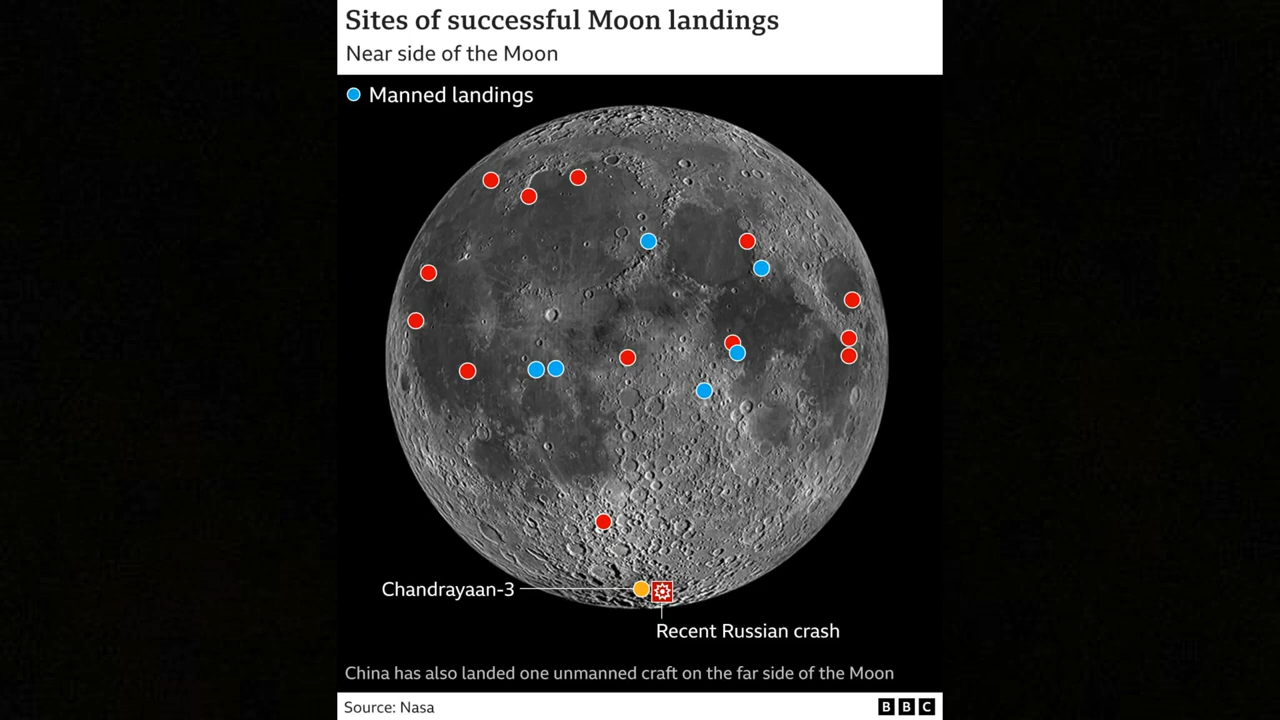 Sites of successful Moon landings
Near side of the Moon
Manned landings
Chandrayaan-3
Recent Russian crash
China has also landed one unmanned craft on the far side of the Moon
Source: Nasa
BBC